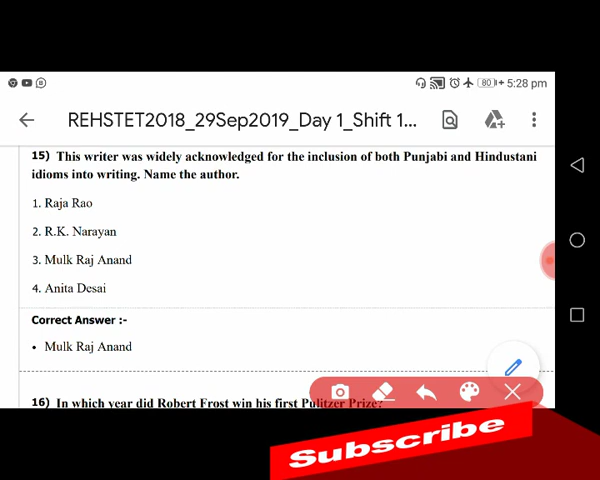 80 + 5:28 pm
REHSTET2018_29Sep2019_Day 1_Shift 1...
15) This writer was widely acknowledged for the inclusion of both Punjabi and Hindustani
idioms into writing. Name the author.
1. Raja Rao
2. R.K. Narayan
3. Mulk Raj Anand
4. Anita Desai
Correct Answer :-
• Mulk Raj Anand
16) In which year did Robert Frost win his first Pulitzer Prize?
Subscribe